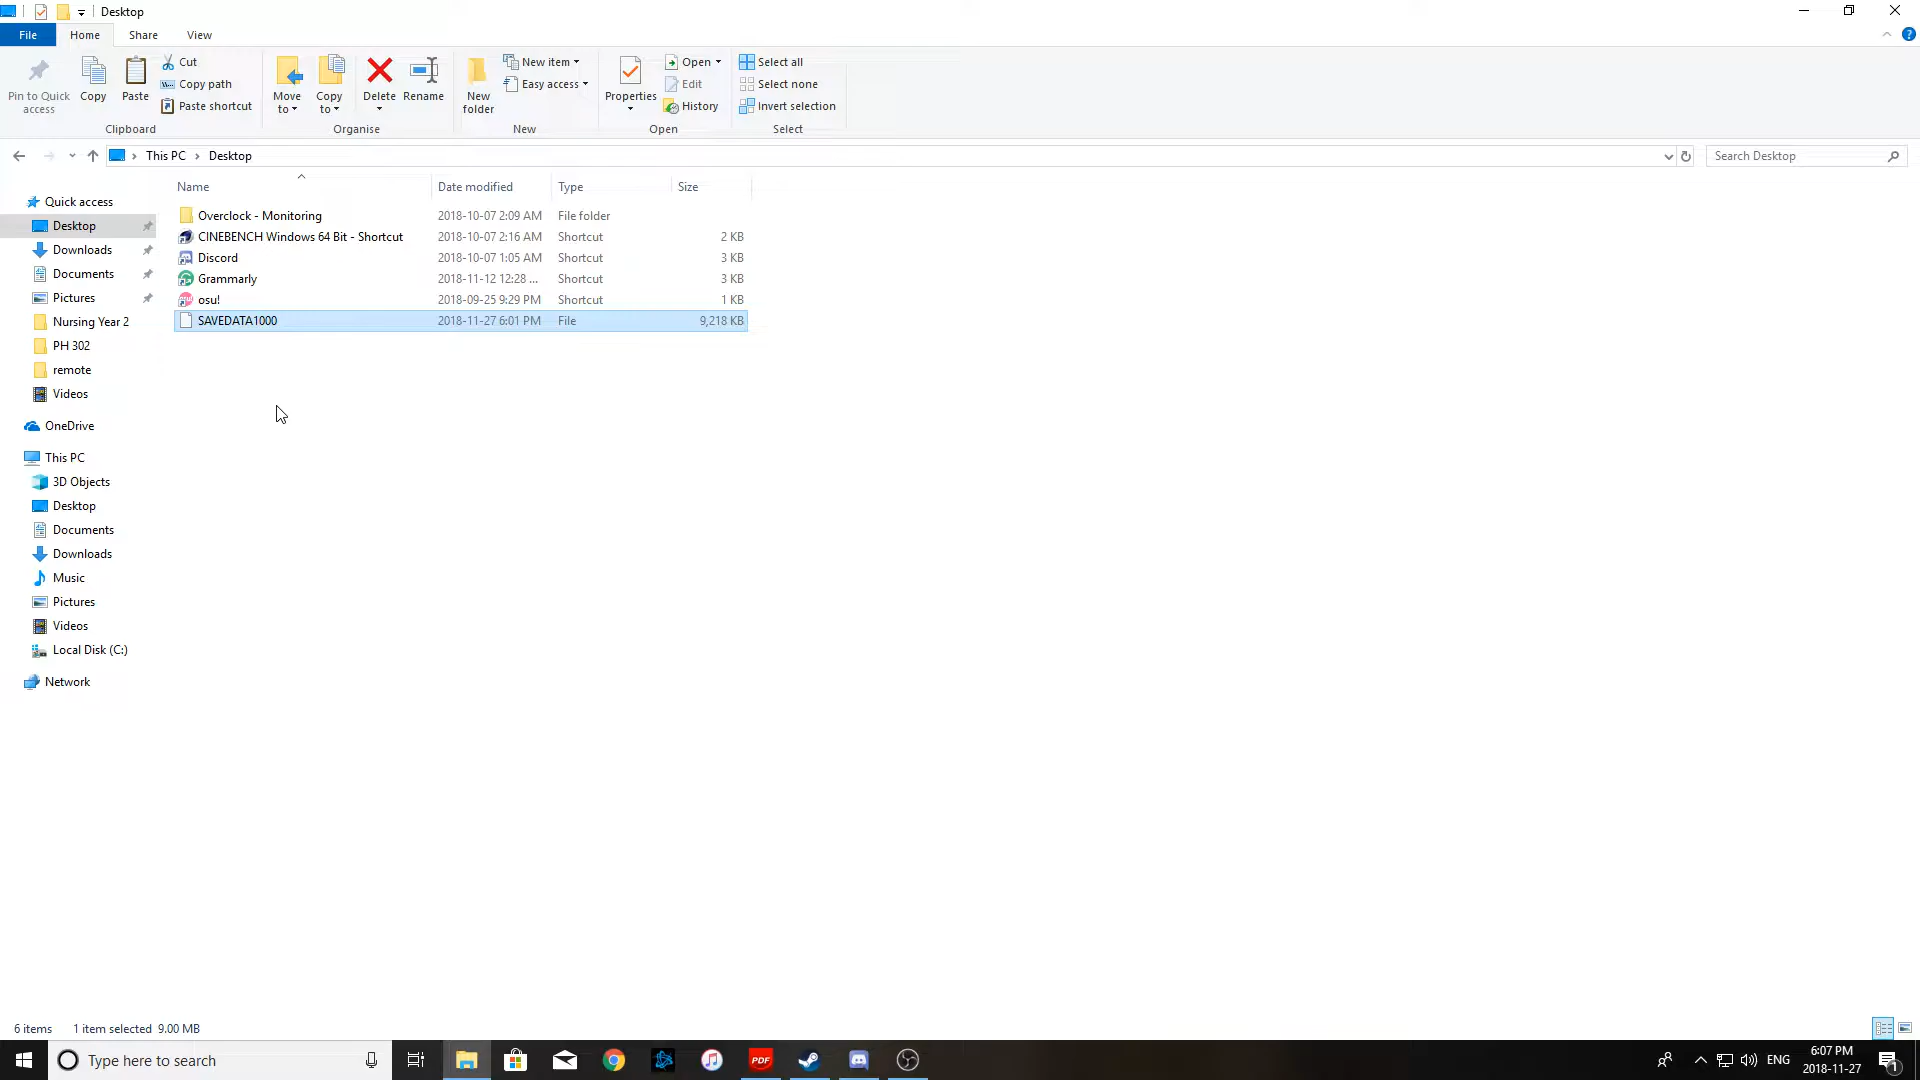 Desktop
File Home Share View
Pin to Quick access
Copy
Paste
Cut
Copy path
Paste shortcut
Clipboard
Move to
Copy to
Delete
Rename
Organise
New folder
New item
Easy access
New
Properties
Open
Edit
History
Open
Select all
Select none
Invert selection
Select
This PC Desktop
Search Desktop
Name Date modified Type Size
Overclock - Monitoring 2018-10-07 2:09 AM File folder
CINEBENCH Windows 64 Bit - Shortcut 2018-10-07 2:16 AM Shortcut 2 KB
Discord 2018-10-07 1:05 AM Shortcut 3 KB
Grammarly 2018-11-12 12:28 ... Shortcut 3 KB
osu! 2018-09-25 9:29 PM Shortcut 1 KB
SAVEDATA1000 2018-11-27 6:01 PM File 9,218 KB
Quick access
Desktop
Downloads
Documents
Pictures
Nursing Year 2
PH 302
remote
Videos
OneDrive
This PC
3D Objects
Desktop
Documents
Downloads
Music
Pictures
Videos
Local Disk (C:)
Network
6 items 1 item selected 9.00 MB
Type here to search
PDF
ENG
6:07 PM
2018-11-27
1